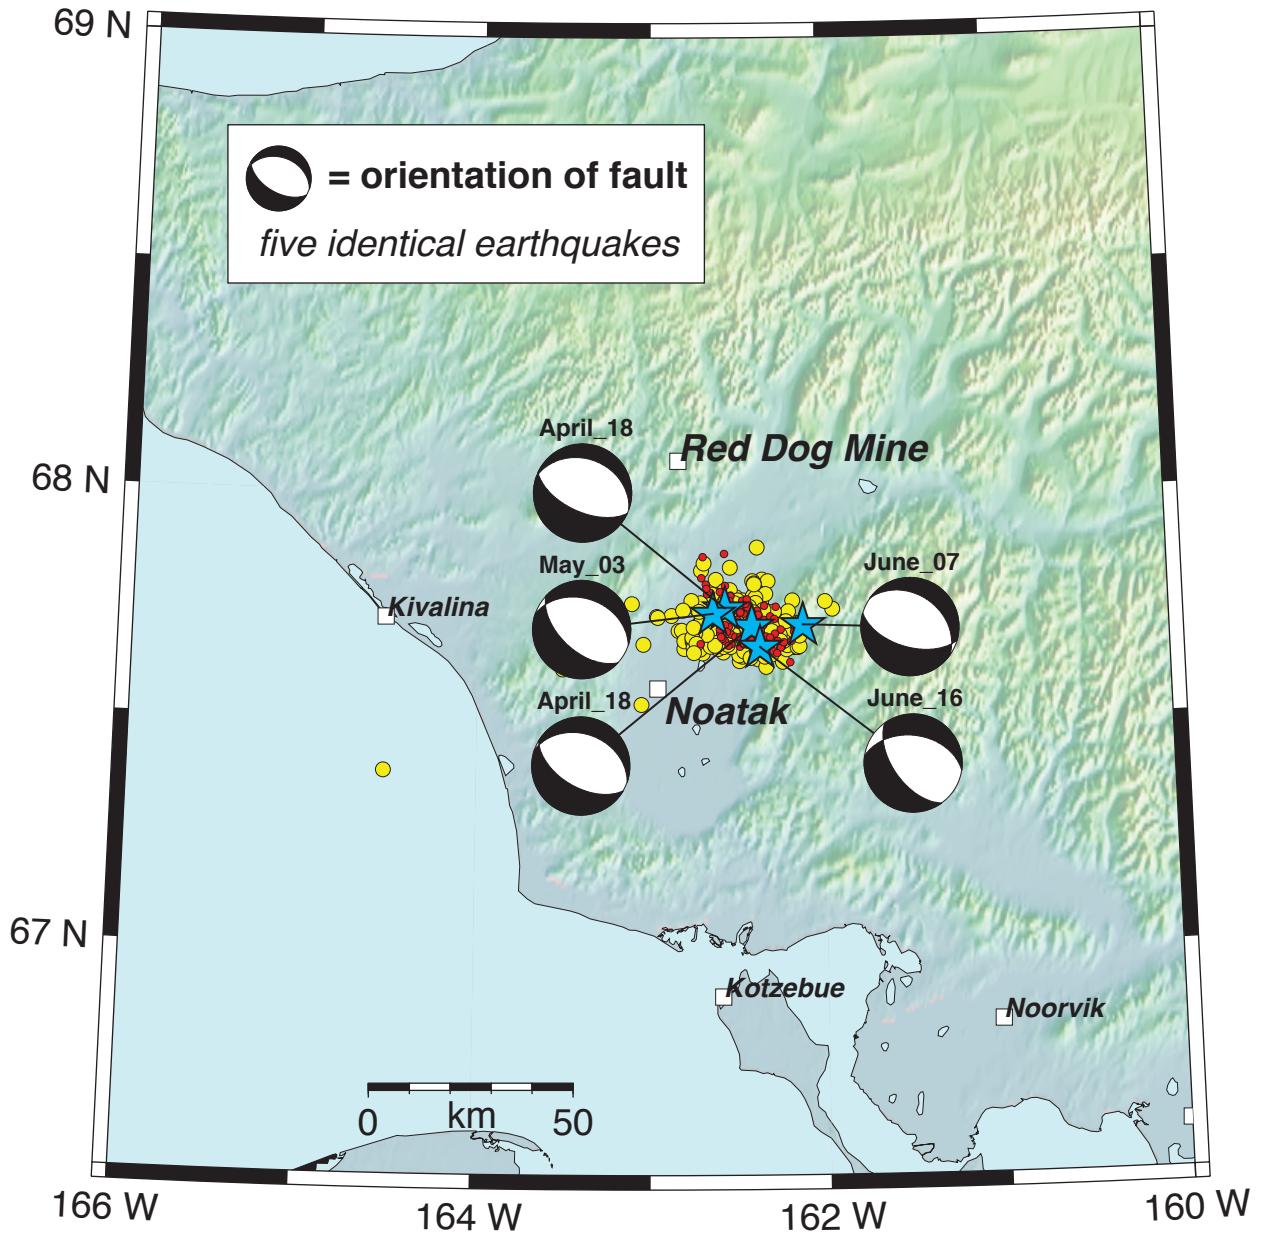 69 N
= orientation of fault
five identical earthquakes
April_18
Red Dog Mine
68 N
May_03
June_07
Kivalina
April_18
June_16
Noatak
67 N
Kotzebue
Noorvik
0 km 50
166 W
164 W
162 W
160 W